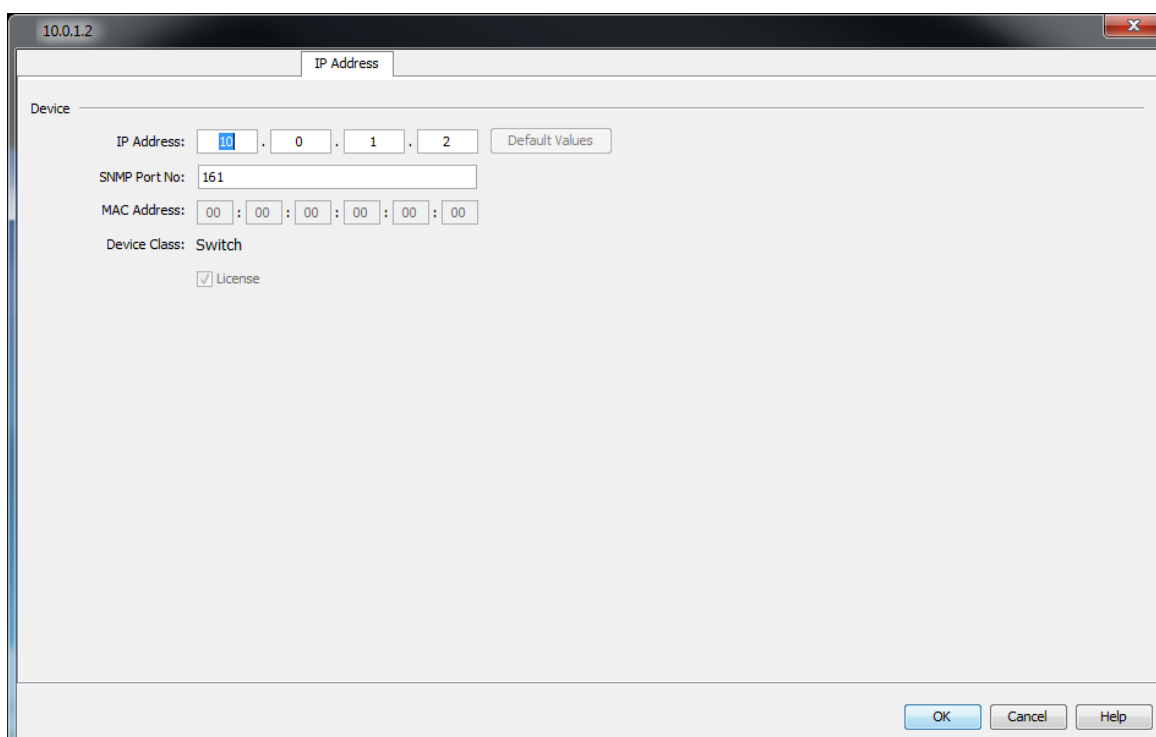 10.0.1.2
IP Address
Device
IP Address: 10 . 0 . 1 . 2 Default Values
SNMP Port No: 161
MAC Address: 00 : 00 : 00 : 00 : 00 : 00
Device Class: Switch
License
OK Cancel Help